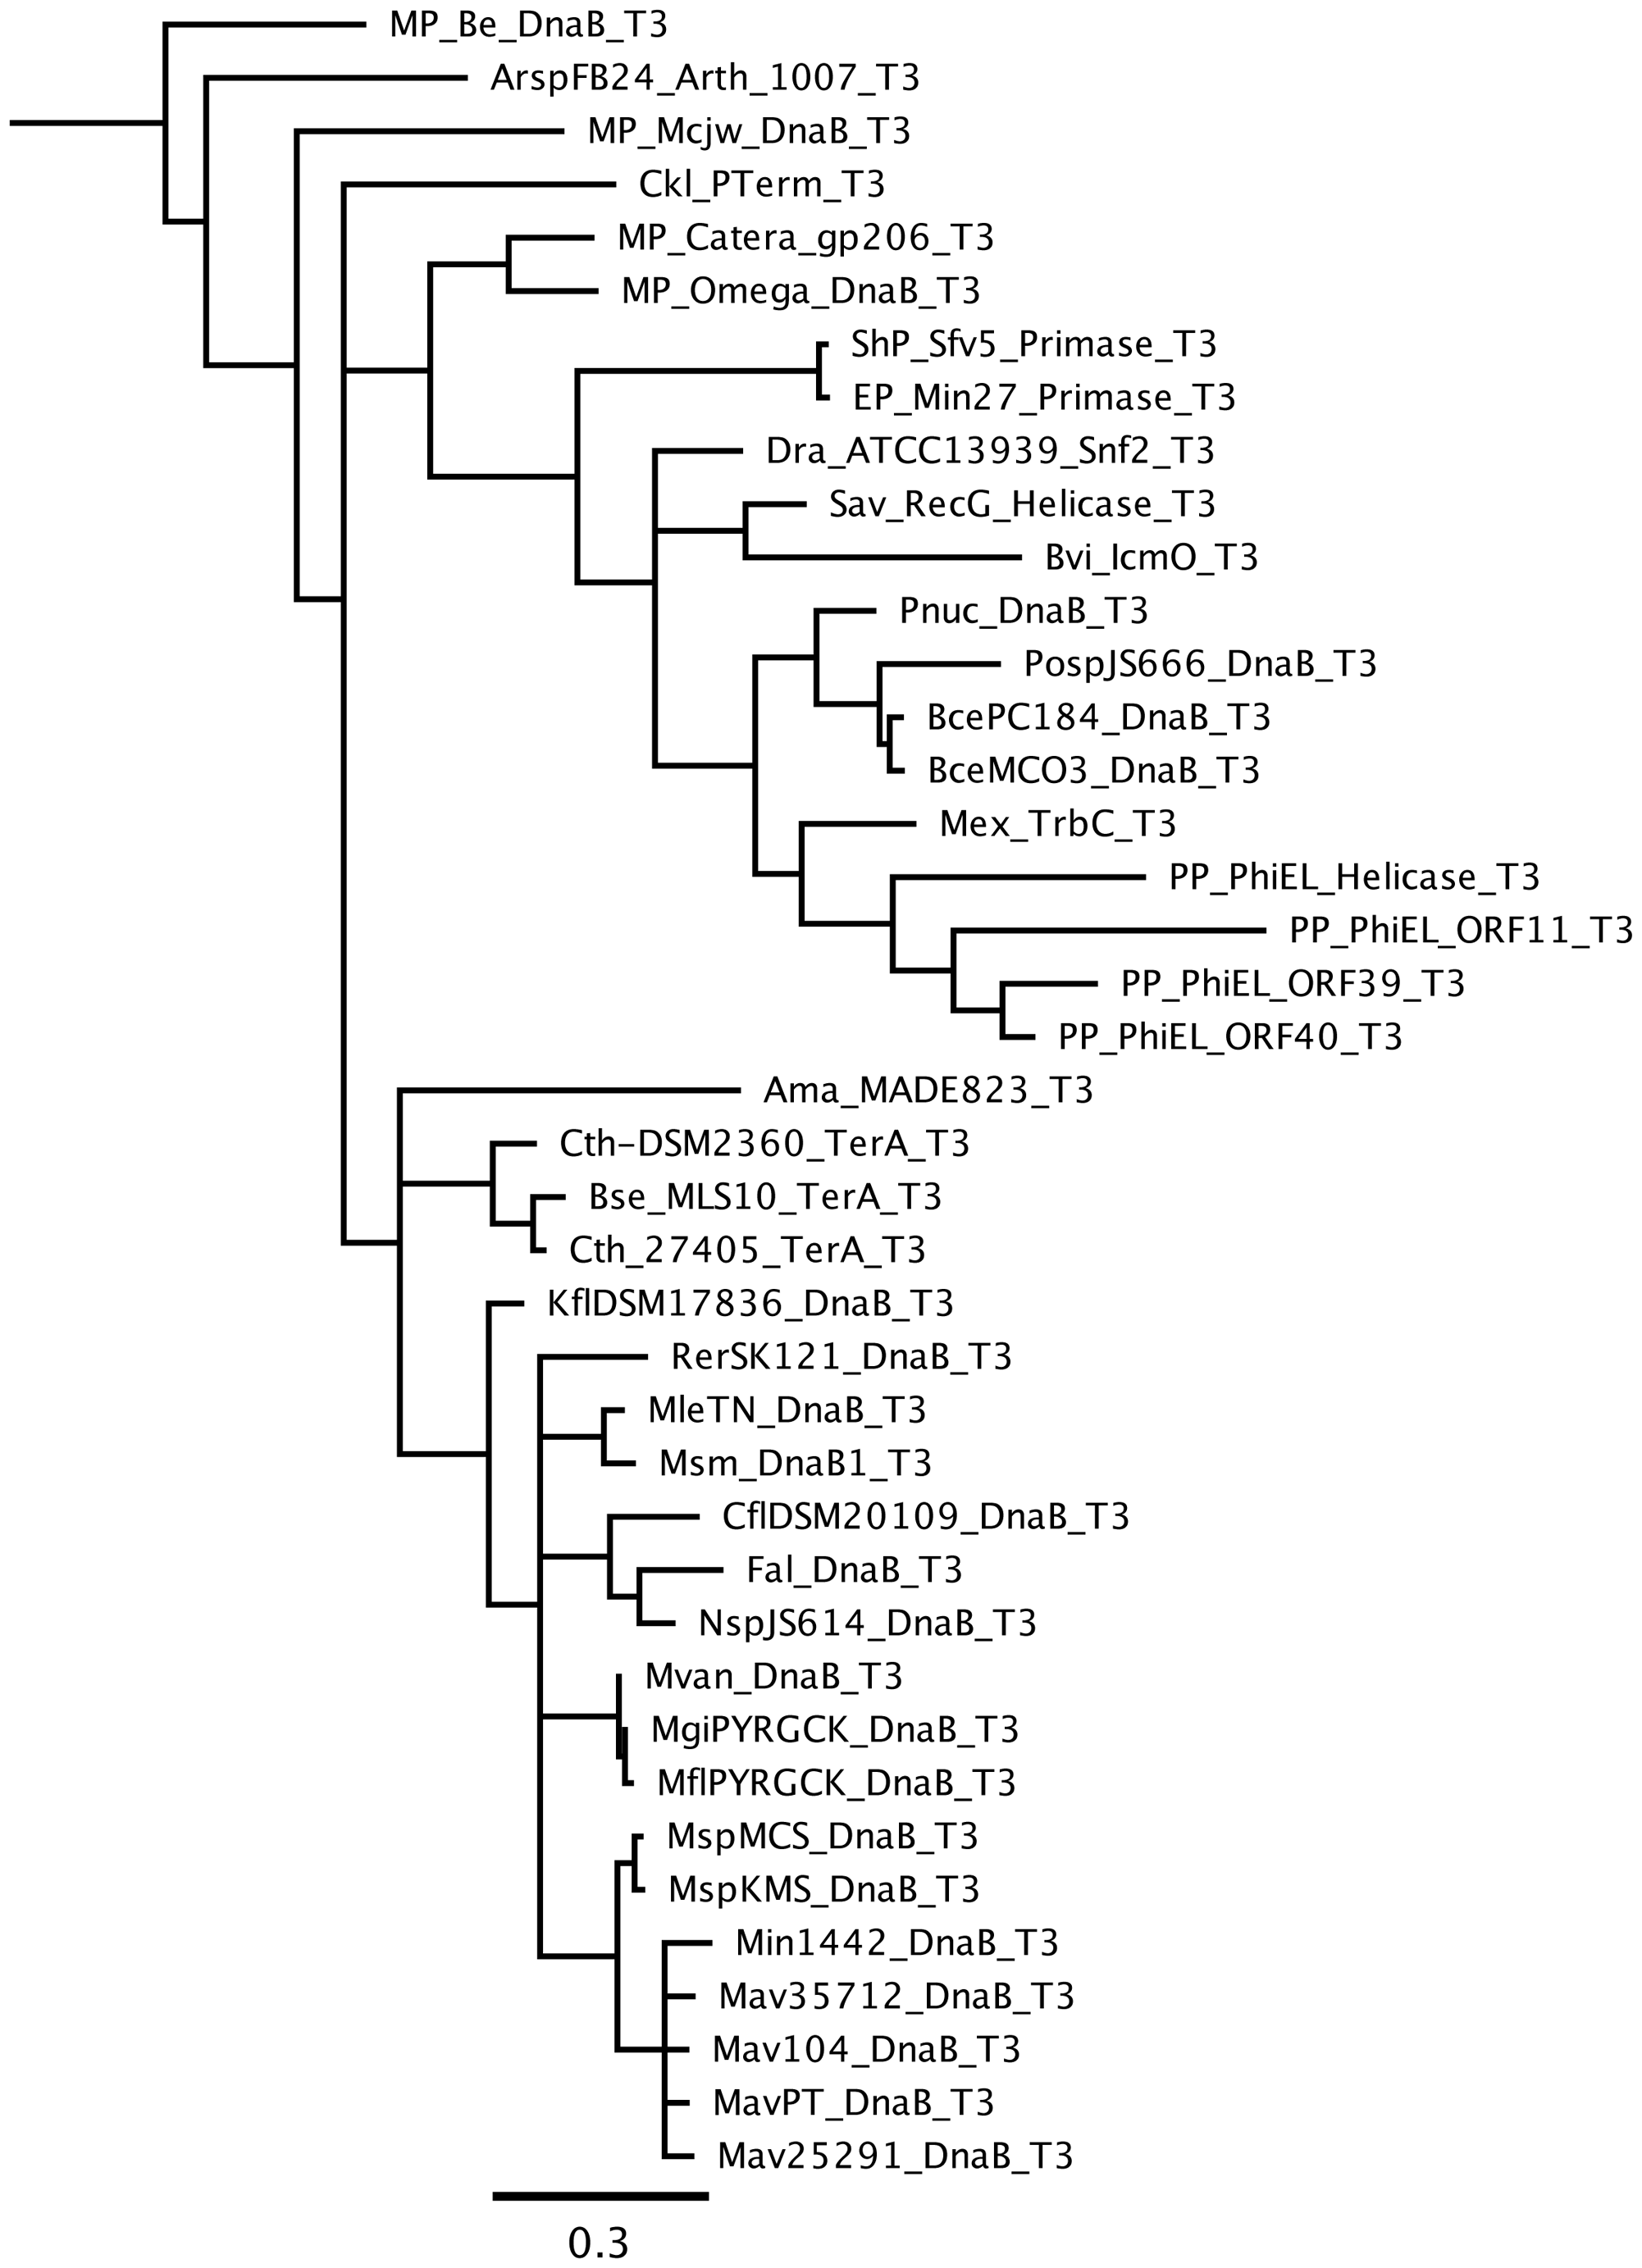 MP_Be_DnaB_T3
ArspFB24_Arth_1007_T3
MP_Mcjw_DnaB_T3
Ckl_PTerm_T3
MP_Catera_gp206_T3
MP_Omega_DnaB_T3
ShP_Sfv5_Primase_T3
EP_Min27_Primase_T3
Dra_ATCC13939_Snf2_T3
Sav_RecG_Helicase_T3
Bvi_IcmO_T3
Pnuc_DnaB_T3
PospJS666_DnaB_T3
BcePC184_DnaB_T3
BceMCO3_DnaB_T3
Mex_TrbC_T3
PP_PhiEL_Helicase_T3
PP_PhiEL_ORF11_T3
PP_PhiEL_ORF39_T3
PP_PhiEL_ORF40_T3
Ama_MADE823_T3
Cth-DSM2360_TerA_T3
Bse_MLS10_TerA_T3
Cth_27405_TerA_T3
KflDSM17836_DnaB_T3
RerSK121_DnaB_T3
MleTN_DnaB_T3
Msm_DnaB1_T3
CflDSM20109_DnaB_T3
Fal_DnaB_T3
NspJS614_DnaB_T3
Mvan_DnaB_T3
MgiPYRGCK_DnaB_T3
MflPYRGCK_DnaB_T3
MspMCS_DnaB_T3
MspKMS_DnaB_T3
Min1442_DnaB_T3
Mav35712_DnaB_T3
Mav104_DnaB_T3
MavPT_DnaB_T3
Mav25291_DnaB_T3
0.3